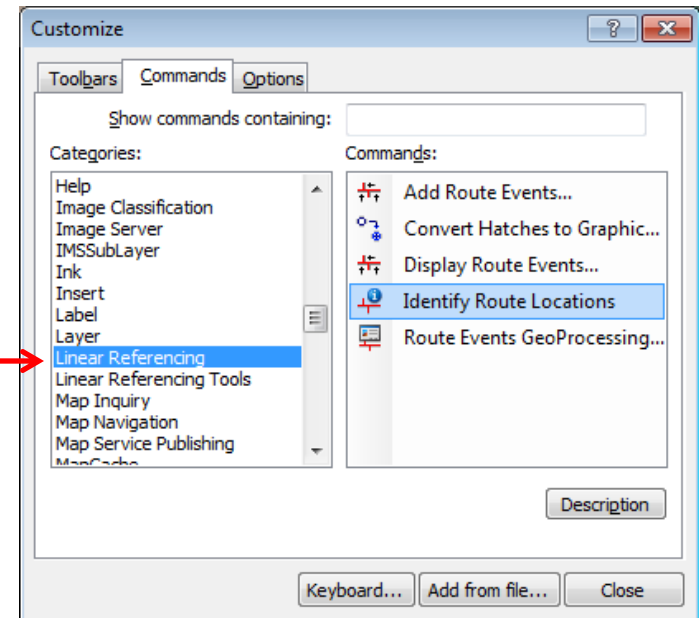 Customize
Toolbars Commands Options
Show commands containing:
Categories:
Help
Image Classification
Image Server
IMSSubLayer
Ink
Insert
Label
Layer
Linear Referencing
Linear Referencing Tools
Map Inquiry
Map Navigation
Map Service Publishing
MapCache
Commands:
Add Route Events...
Convert Hatches to Graphic...
Display Route Events...
Identify Route Locations
Route Events GeoProcessing...
Description
Keyboard... Add from file... Close